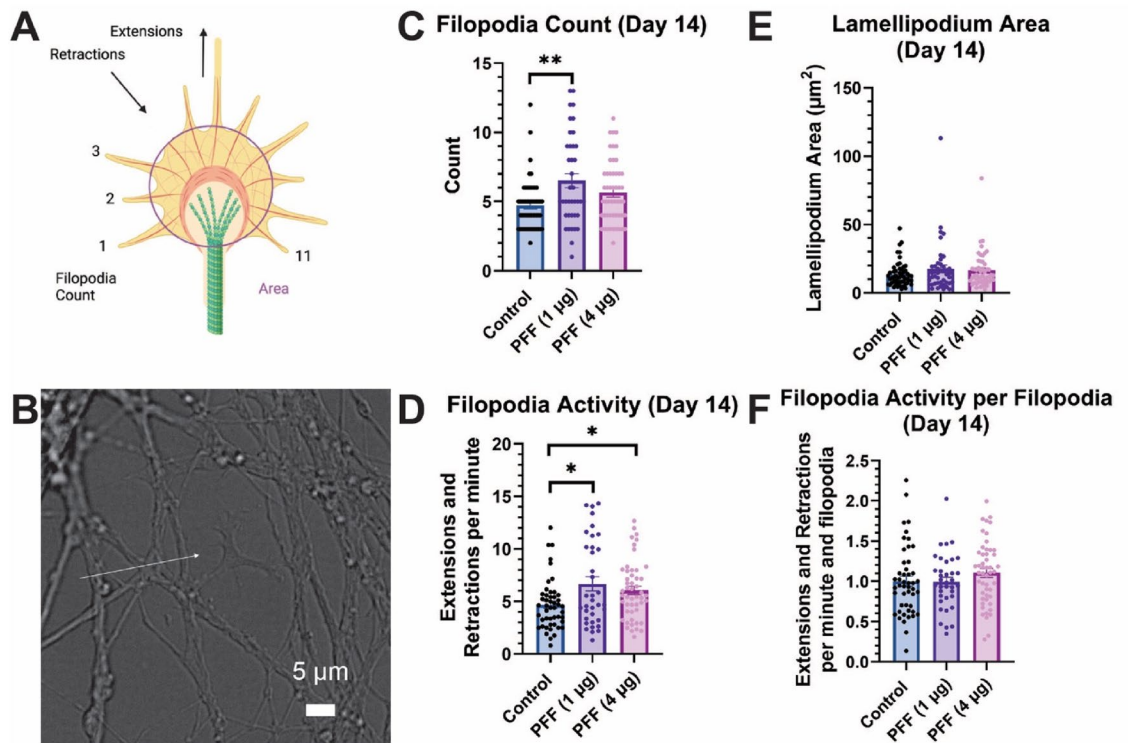 A
Extensions
Retractions
3
2
1
11
Filopodia
Count
Area
B
5 µm
C Filopodia Count (Day 14)
**
Count
15
10
5
0
Control
PFF (1 µg)
PFF (4 µg)
D Filopodia Activity (Day 14)
*
*
Extensions and
Retractions per minute
20
15
10
5
0
Control
PFF (1 µg)
PFF (4 µg)
E Lamellipodium Area
(Day 14)
Lamellipodium Area (µm²)
150
100
50
0
Control
PFF (1 µg)
PFF (4 µg)
F Filopodia Activity per Filopodia
(Day 14)
Extensions and Retractions
per minute and filopodia
2.5
2.0
1.5
1.0
0.5
0.0
Control
PFF (1 µg)
PFF (4 µg)